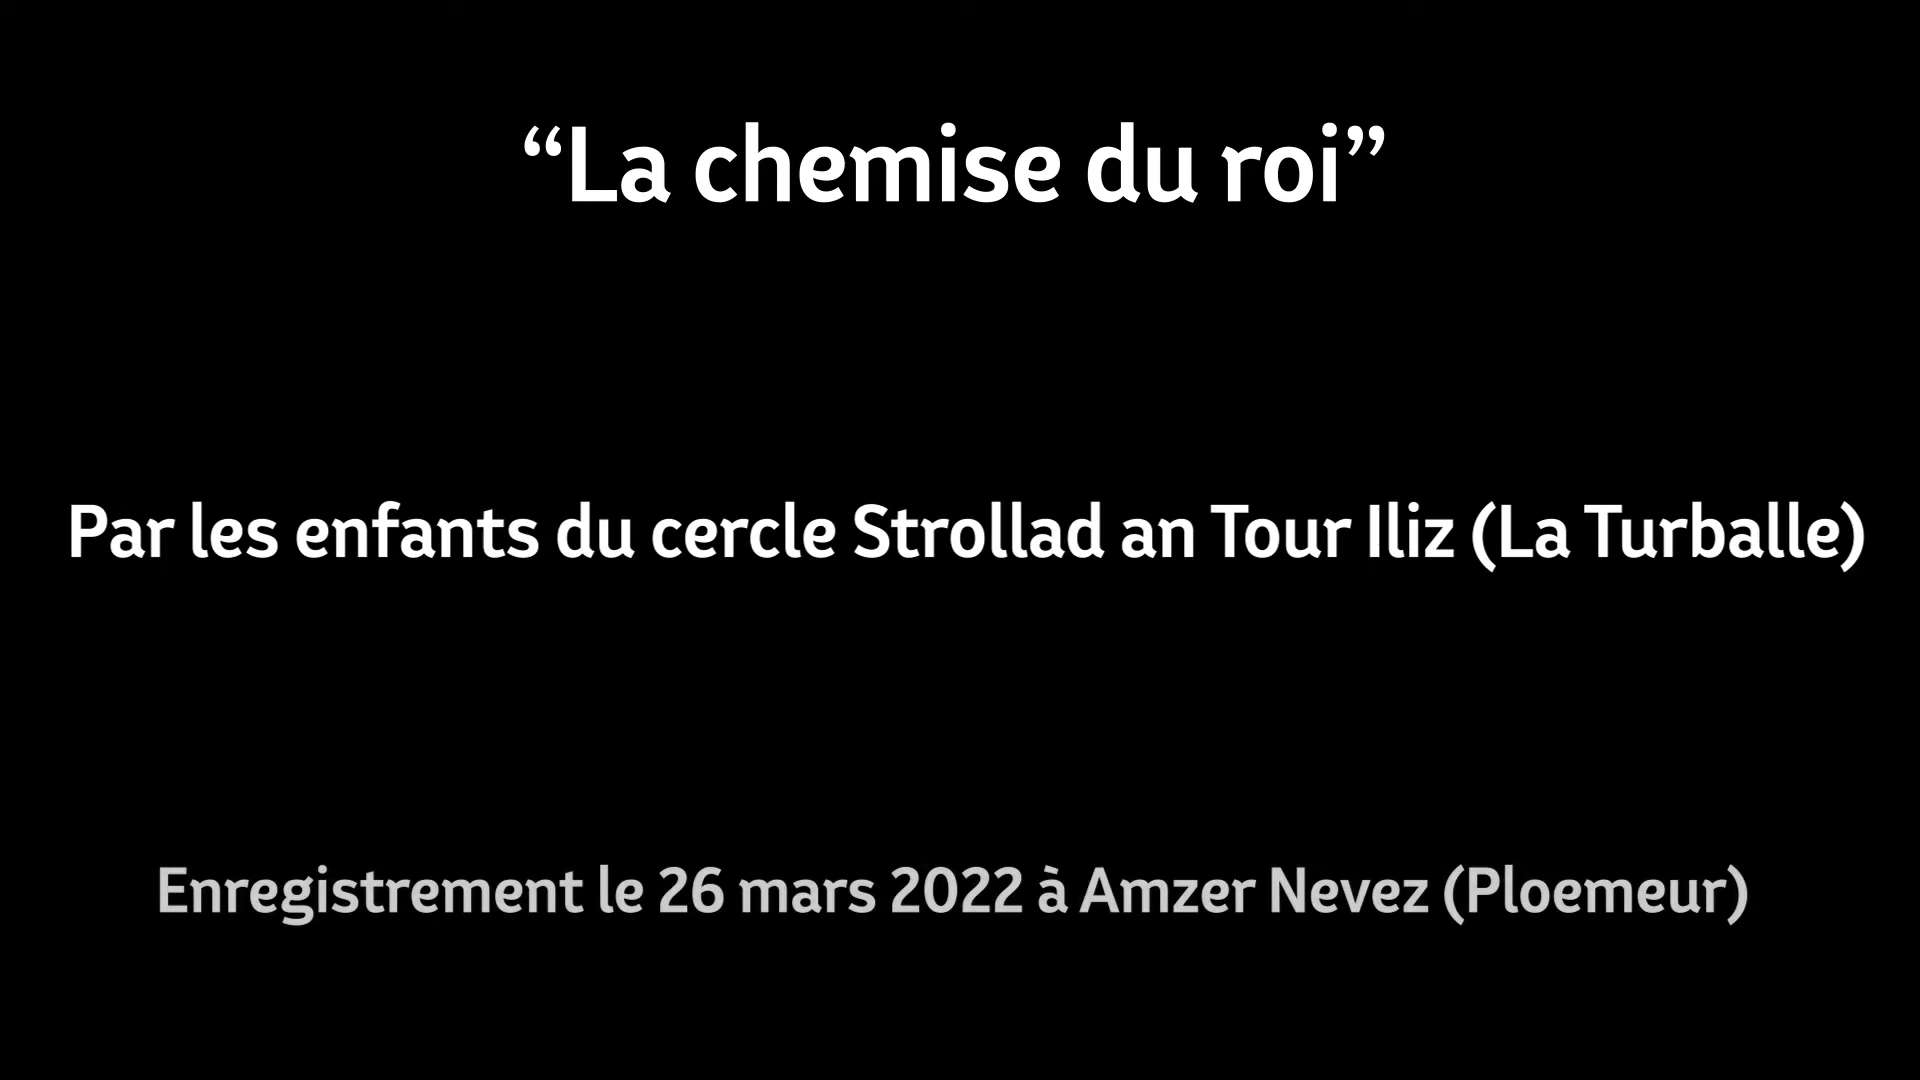 “La chemise du roi”
Par les enfants du cercle Strollad an Tour Iliz (La Turballe)
Enregistrement le 26 mars 2022 à Amzer Nevez (Ploemeur)